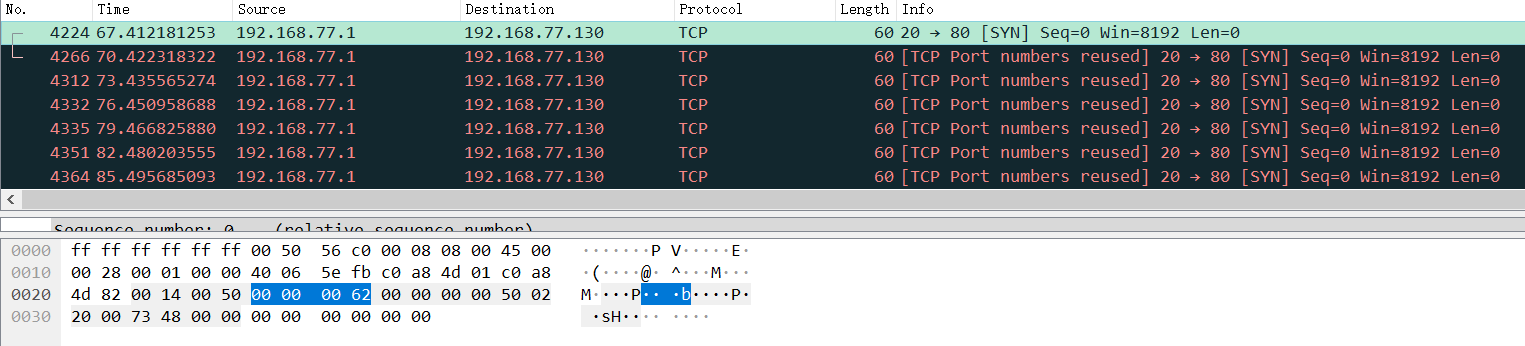 No. Time Source Destination Protocol Length Info
4224 67.412181253 192.168.77.1 192.168.77.130 TCP 60 20 → 80 [SYN] Seq=0 Win=8192 Len=0
4266 70.422318322 192.168.77.1 192.168.77.130 TCP 60 [TCP Port numbers reused] 20 → 80 [SYN] Seq=0 Win=8192 Len=0
4312 73.435565274 192.168.77.1 192.168.77.130 TCP 60 [TCP Port numbers reused] 20 → 80 [SYN] Seq=0 Win=8192 Len=0
4332 76.450958688 192.168.77.1 192.168.77.130 TCP 60 [TCP Port numbers reused] 20 → 80 [SYN] Seq=0 Win=8192 Len=0
4335 79.466825880 192.168.77.1 192.168.77.130 TCP 60 [TCP Port numbers reused] 20 → 80 [SYN] Seq=0 Win=8192 Len=0
4351 82.480203555 192.168.77.1 192.168.77.130 TCP 60 [TCP Port numbers reused] 20 → 80 [SYN] Seq=0 Win=8192 Len=0
4364 85.495685093 192.168.77.1 192.168.77.130 TCP 60 [TCP Port numbers reused] 20 → 80 [SYN] Seq=0 Win=8192 Len=0
Sequence number: 0 (relative sequence number)
0000 ff ff ff ff ff ff 00 50 56 c0 00 08 08 00 45 00 ·······P V·····E·
0010 00 28 00 01 00 00 40 06 5e fb c0 a8 4d 01 c0 a8 ·(····@· ^···M···
0020 4d 82 00 14 00 50 00 00 00 62 00 00 00 00 50 02 M····P·· ·b····P·
0030 20 00 73 48 00 00 00 00 00 00 00 00 ·sH····· ····